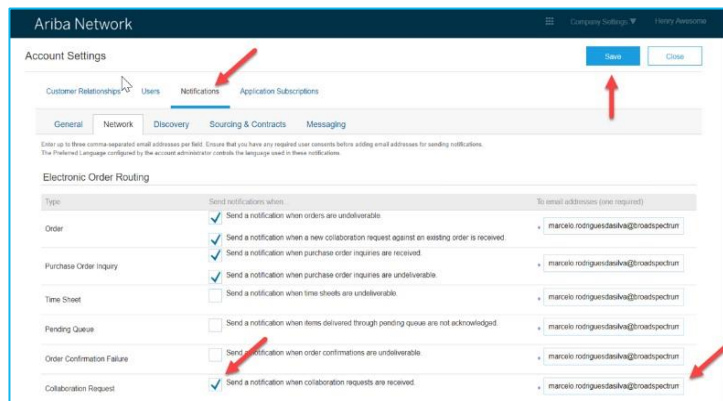 Ariba Network
Company Settings ▼
Henry Awesome
Account Settings
Save
Close
Customer Relationships
Users
Notifications
Application Subscriptions
General
Network
Discovery
Sourcing & Contracts
Messaging
Enter up to three comma-separated email addresses per field. Ensure that you have any required user consents before adding email addresses for sending notifications.
The Preferred Language configured by the account administrator controls the language used in these notifications.
Electronic Order Routing
Type
Send notifications when...
To email addresses (one required)
Order
Send a notification when orders are undeliverable.
Send a notification when a new collaboration request against an existing order is received.
* marcelo.rodriguesdasilva@broadspectrum
Purchase Order Inquiry
Send a notification when purchase order inquiries are received.
Send a notification when purchase order inquiries are undeliverable.
* marcelo.rodriguesdasilva@broadspectrum
Time Sheet
Send a notification when time sheets are undeliverable.
* marcelo.rodriguesdasilva@broadspectrum
Pending Queue
Send a notification when items delivered through pending queue are not acknowledged.
* marcelo.rodriguesdasilva@broadspectrum
Order Confirmation Failure
Send a notification when order confirmations are undeliverable.
* marcelo.rodriguesdasilva@broadspectrum
Collaboration Request
Send a notification when collaboration requests are received.
* marcelo.rodriguesdasilva@broadspectrum